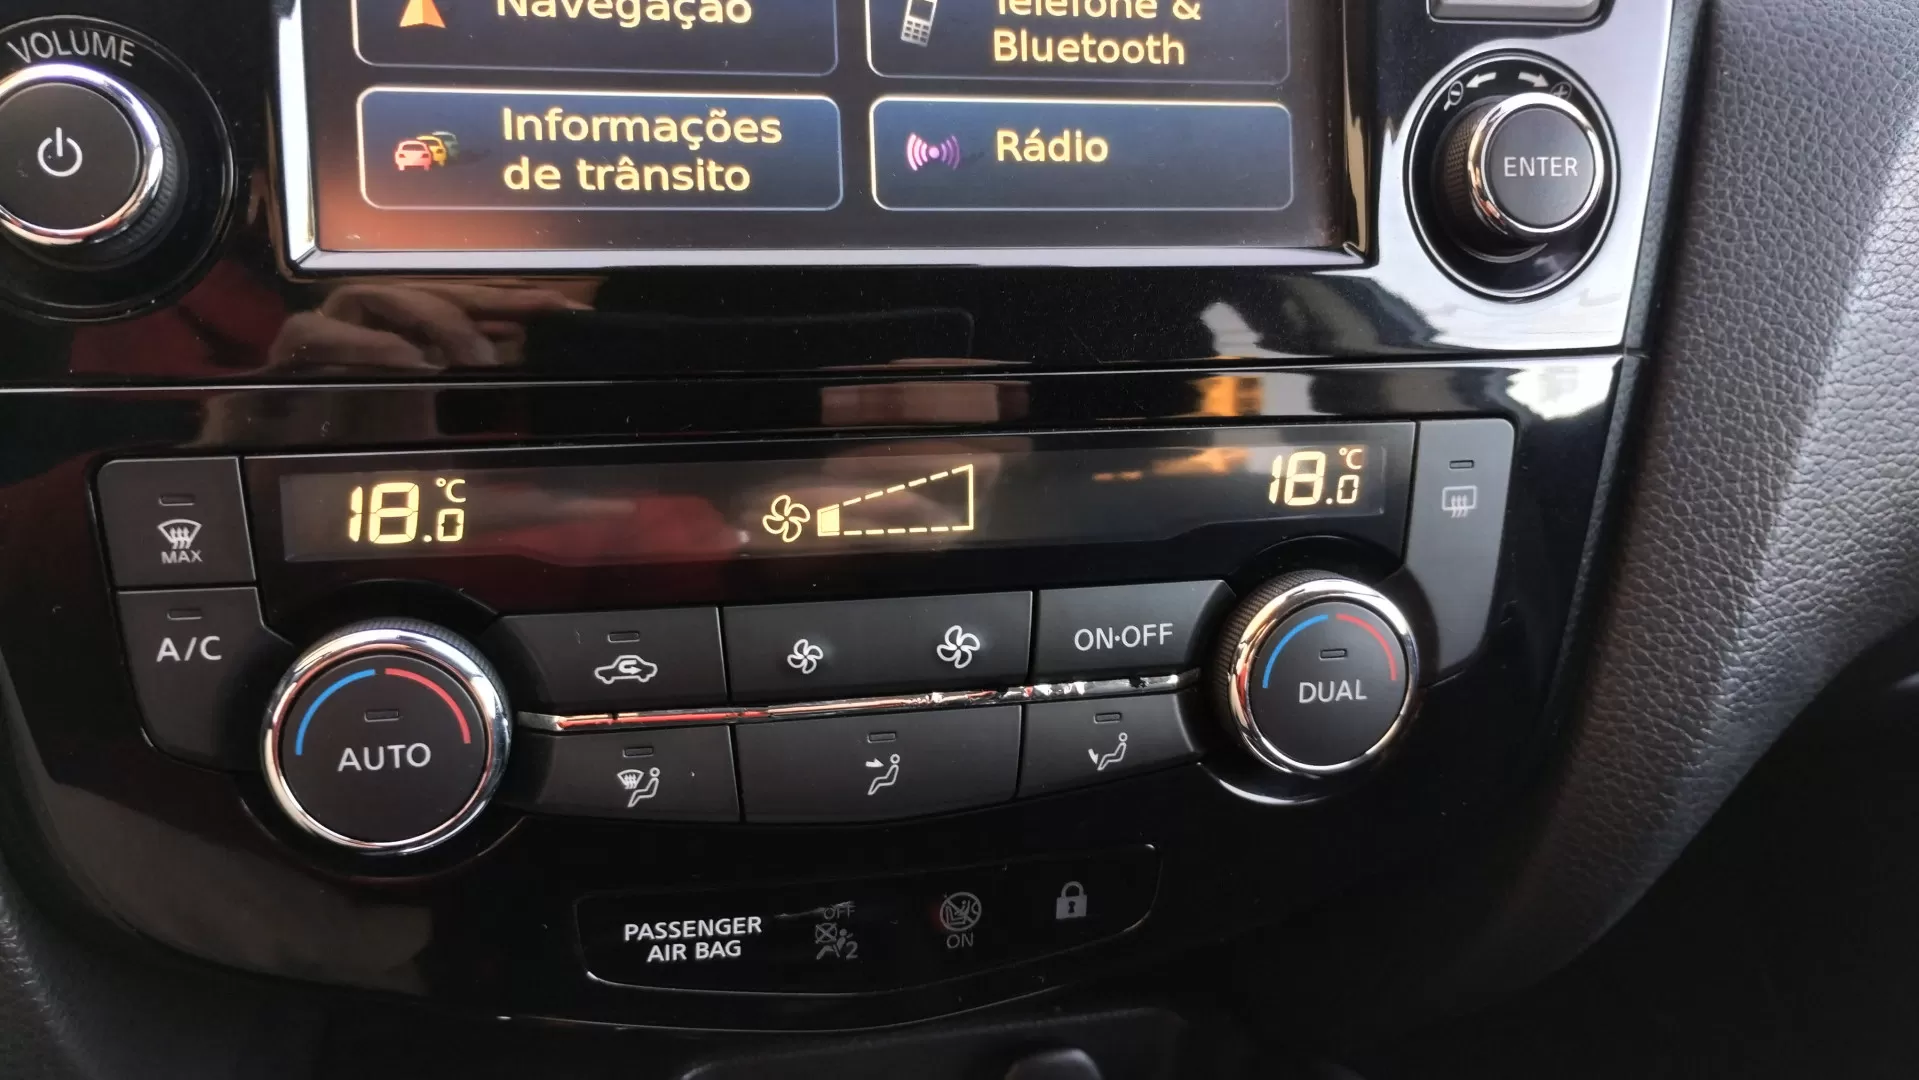 VOLUME
Navegação
Telefone &
Bluetooth
Informações
de trânsito
Rádio
ENTER
18.0 °C
18.0 °C
MAX
A/C
ON·OFF
AUTO
DUAL
PASSENGER
AIR BAG
OFF
2
ON